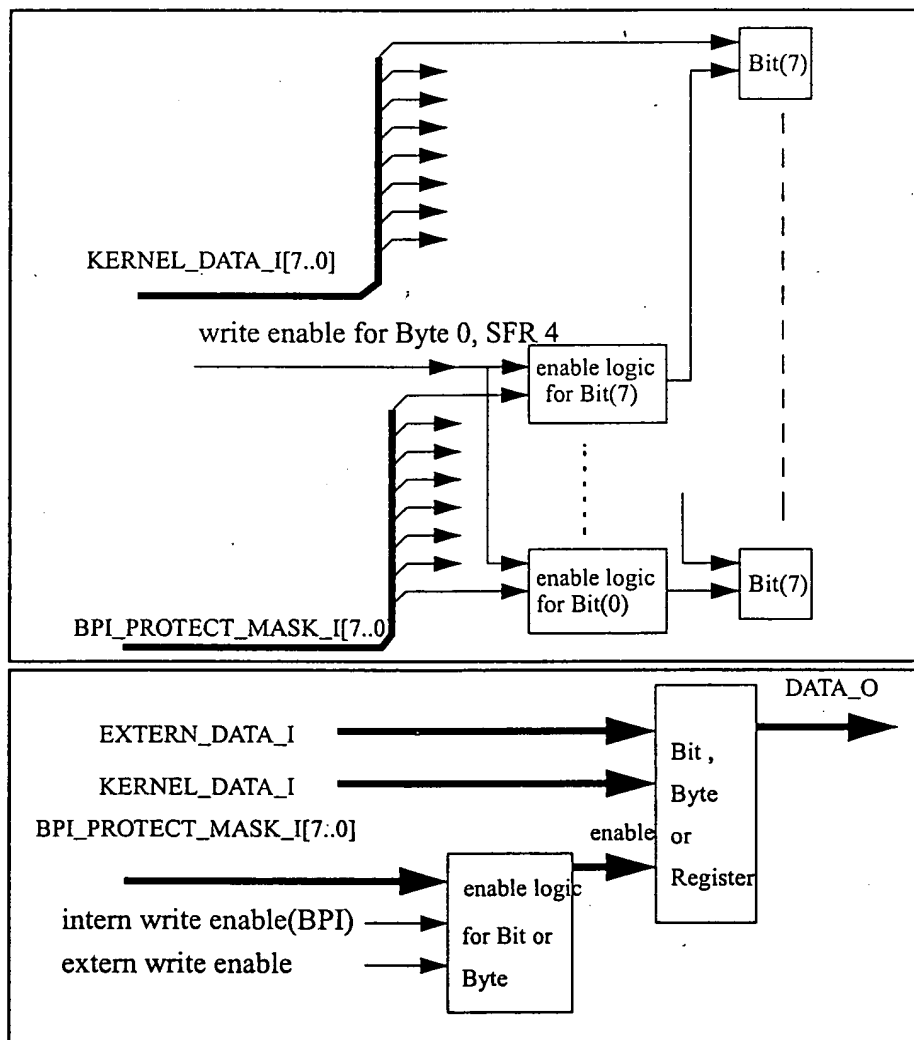 Bit(7)
KERNEL_DATA_I[7..0]
write enable for Byte 0, SFR 4
enable logic
for Bit(7)
enable logic
for Bit(0)
Bit(7)
BPI_PROTECT_MASK_I[7..0]
DATA_O
EXTERN_DATA_I
KERNEL_DATA_I
BPI_PROTECT_MASK_I[7..0]
Bit ,
Byte
or
Register
enable
enable logic
for Bit or
Byte
intern write enable(BPI)
extern write enable